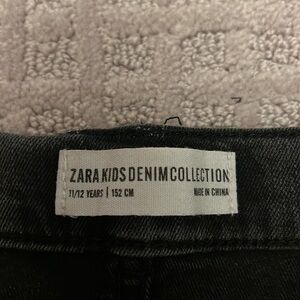 ZARA KIDS DENIM COLLECTION
11/12 YEARS | 152 CM MADE IN CHINA